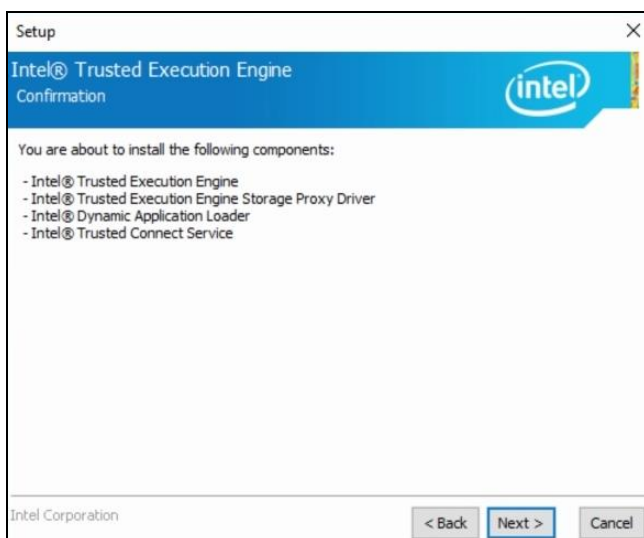 Setup
Intel® Trusted Execution Engine
Confirmation
intel
You are about to install the following components:
- Intel® Trusted Execution Engine
- Intel® Trusted Execution Engine Storage Proxy Driver
- Intel® Dynamic Application Loader
- Intel® Trusted Connect Service
Intel Corporation
< Back
Next >
Cancel